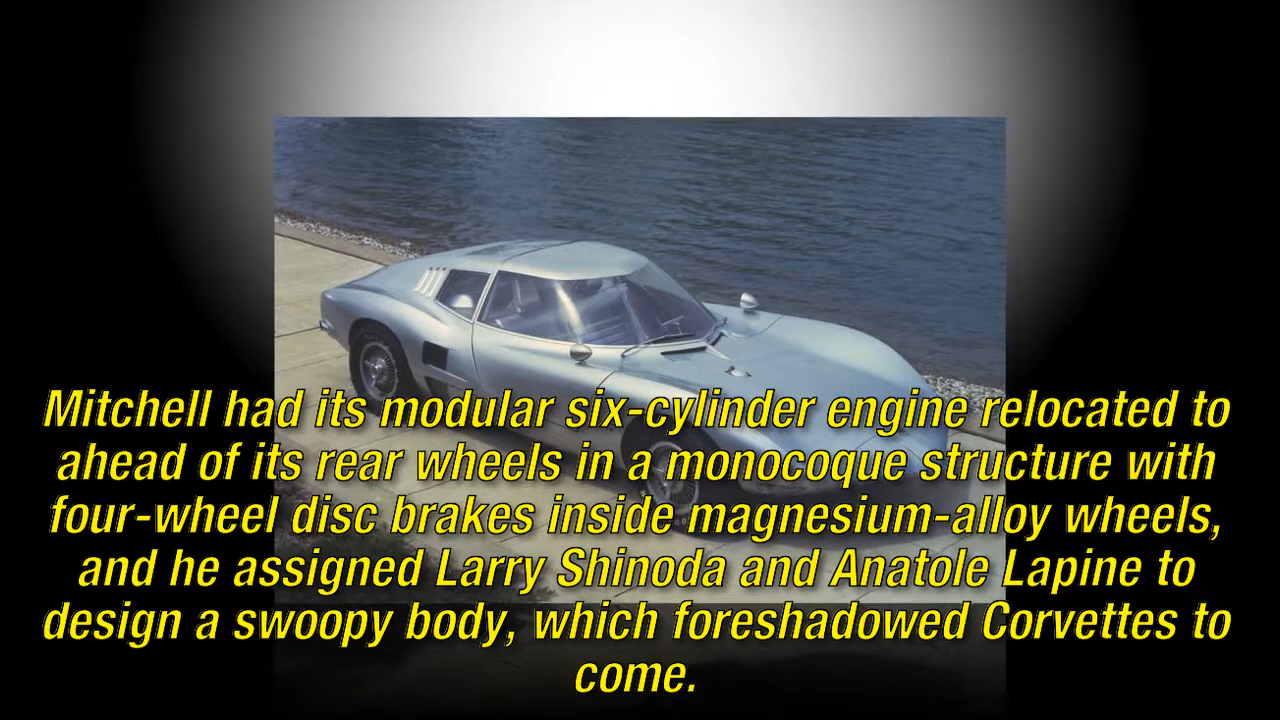 Mitchell had its modular six-cylinder engine relocated to
ahead of its rear wheels in a monocoque structure with
four-wheel disc brakes inside magnesium-alloy wheels,
and he assigned Larry Shinoda and Anatole Lapine to
design a swoopy body, which foreshadowed Corvettes to
come.